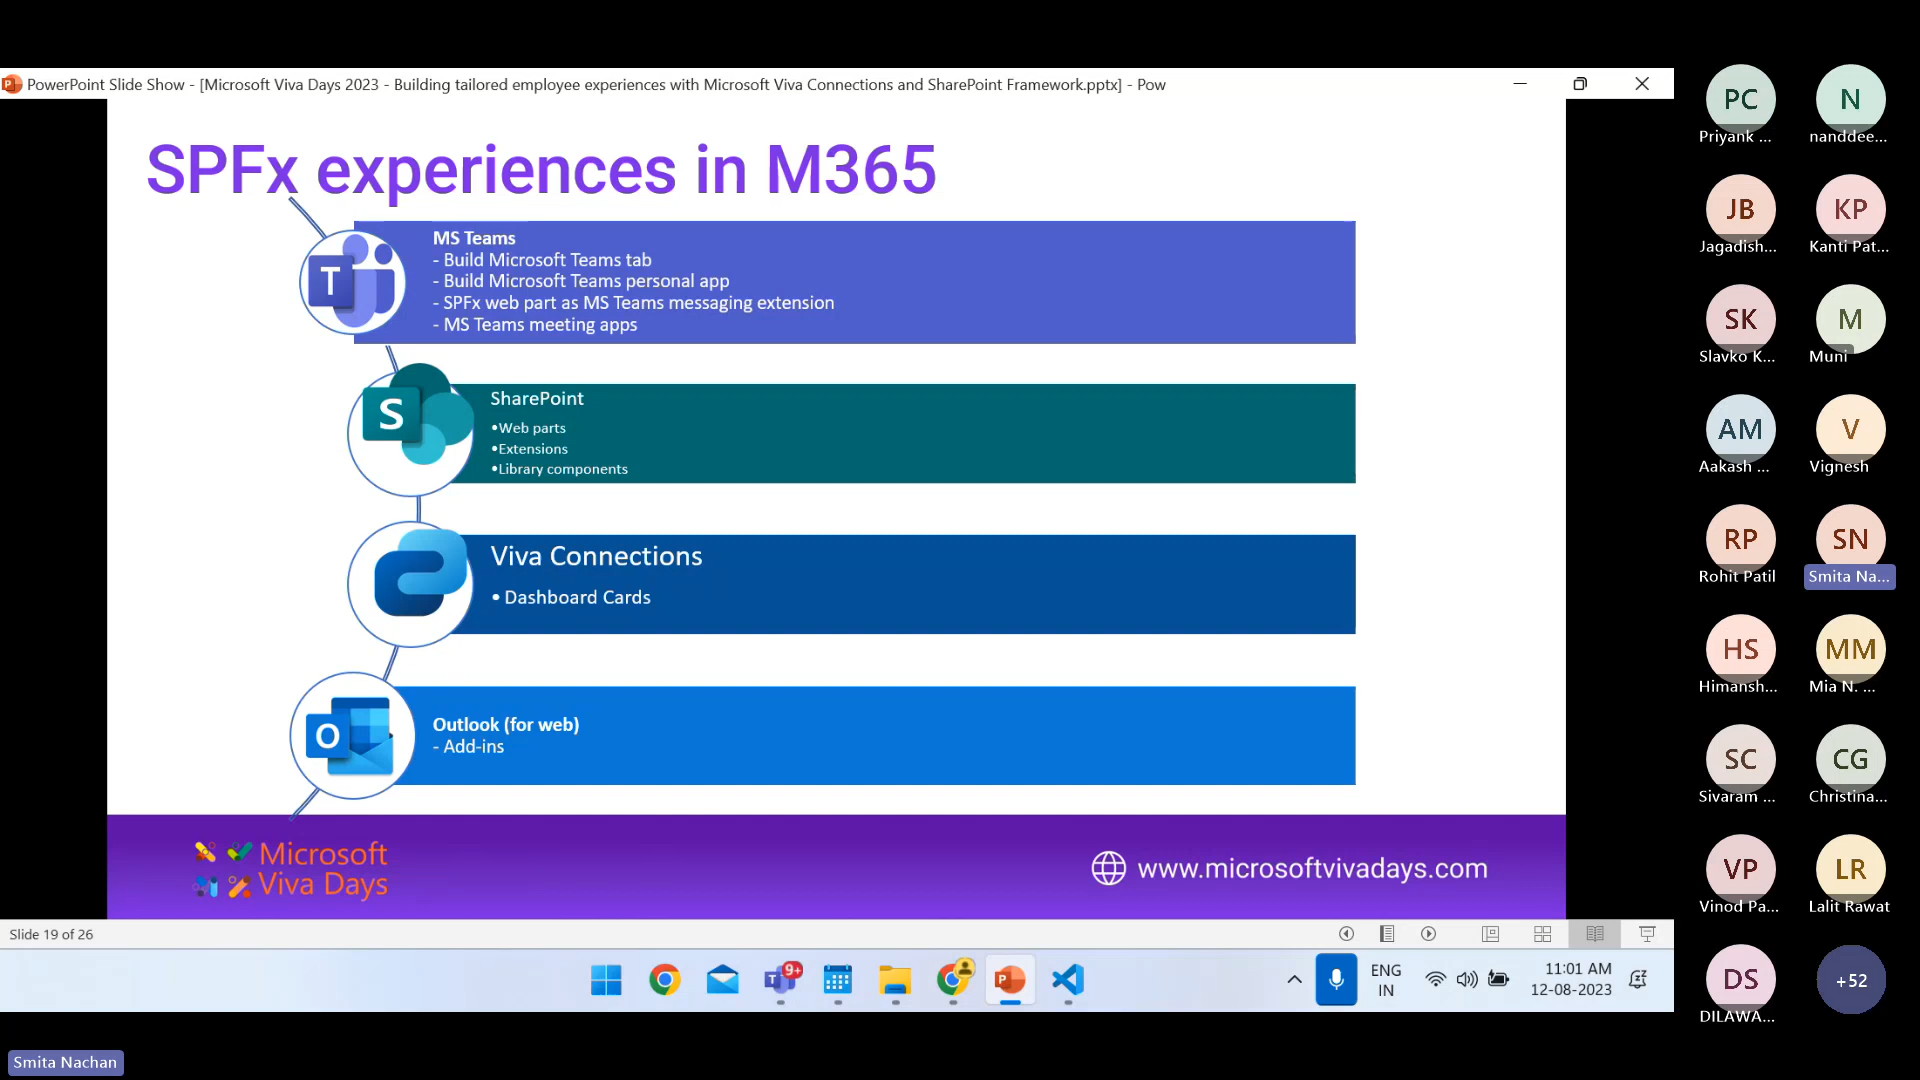 PowerPoint Slide Show - [Microsoft Viva Days 2023 - Building tailored employee experiences with Microsoft Viva Connections and SharePoint Framework.pptx] - Pow
SPFx experiences in M365
T
MS Teams
- Build Microsoft Teams tab
- Build Microsoft Teams personal app
- SPFx web part as MS Teams messaging extension
- MS Teams meeting apps
S
SharePoint
•Web parts
•Extensions
•Library components
Viva Connections
• Dashboard Cards
O
Outlook (for web)
- Add-ins
Microsoft
Viva Days
www.microsoftvivadays.com
Slide 19 of 26
9+
ENG
IN
11:01 AM
12-08-2023
Smita Nachan
PC
Priyank ...
N
nanddee...
JB
Jagadish...
KP
Kanti Pat...
SK
Slavko K...
M
Muni
AM
Aakash ...
V
Vignesh
RP
Rohit Patil
SN
Smita Na...
HS
Himansh...
MM
Mia N. ...
SC
Sivaram ...
CG
Christina...
VP
Vinod Pa...
LR
Lalit Rawat
DS
DILAWA...
+52